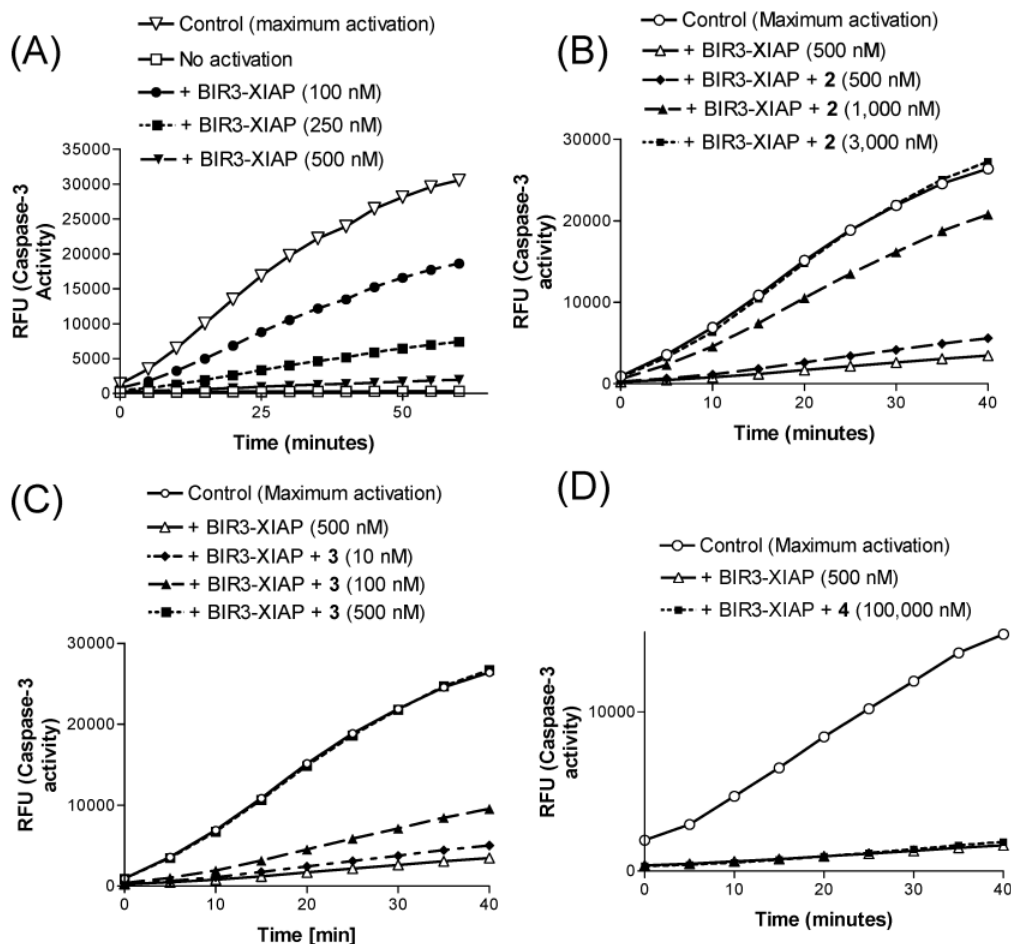 (A)
Control (maximum activation)
No activation
+ BIR3-XIAP (100 nM)
+ BIR3-XIAP (250 nM)
+ BIR3-XIAP (500 nM)
RFU (Caspase-3
Activity)
35000
30000
25000
20000
15000
10000
5000
0
0 25 50
Time (minutes)
(B)
Control (Maximum activation)
+ BIR3-XIAP (500 nM)
+ BIR3-XIAP + 2 (500 nM)
+ BIR3-XIAP + 2 (1,000 nM)
+ BIR3-XIAP + 2 (3,000 nM)
RFU (Caspase-3
activity)
30000
20000
10000
0
0 10 20 30 40
Time (minutes)
(C)
Control (Maximum activation)
+ BIR3-XIAP (500 nM)
+ BIR3-XIAP + 3 (10 nM)
+ BIR3-XIAP + 3 (100 nM)
+ BIR3-XIAP + 3 (500 nM)
RFU (Caspase-3
activity)
30000
20000
10000
0
0 10 20 30 40
Time [min]
(D)
Control (Maximum activation)
+ BIR3-XIAP (500 nM)
+ BIR3-XIAP + 4 (100,000 nM)
RFU (Caspase-3
activity)
10000
0
0 10 20 30 40
Time (minutes)